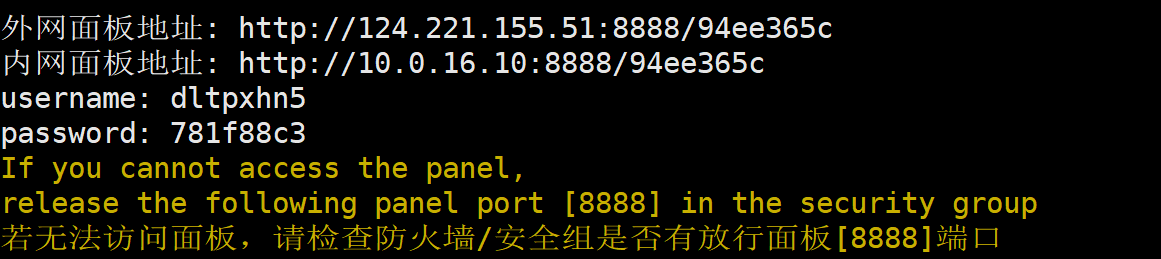 外网面板地址: http://124.221.155.51:8888/94ee365c
内网面板地址: http://10.0.16.10:8888/94ee365c
username: dltpxhn5
password: 781f88c3
If you cannot access the panel,
release the following panel port [8888] in the security group
若无法访问面板，请检查防火墙/安全组是否有放行面板[8888]端口